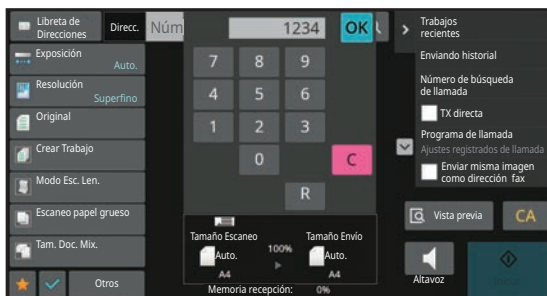 Libreta de
Direcciones
Direcc.
Núm
1234
OK
Trabajos
recientes
Exposición
Auto.
7
8
9
Enviando historial
Resolución
Superfino
4
5
6
Número de búsqueda
de llamada
Original
1
2
3
TX directa
Crear Trabajo
0
C
Programa de llamada
Ajustes registrados de llamada
Modo Esc. Len.
R
Enviar misma imagen
como dirección fax
Escaneo papel grueso
Vista previa
CA
Tamaño Escaneo
100%
Tamaño Envío
Tam. Doc. Mix.
Auto.
Auto.
A4
A4
Otros
Memoria recepción:
0%
Altavoz